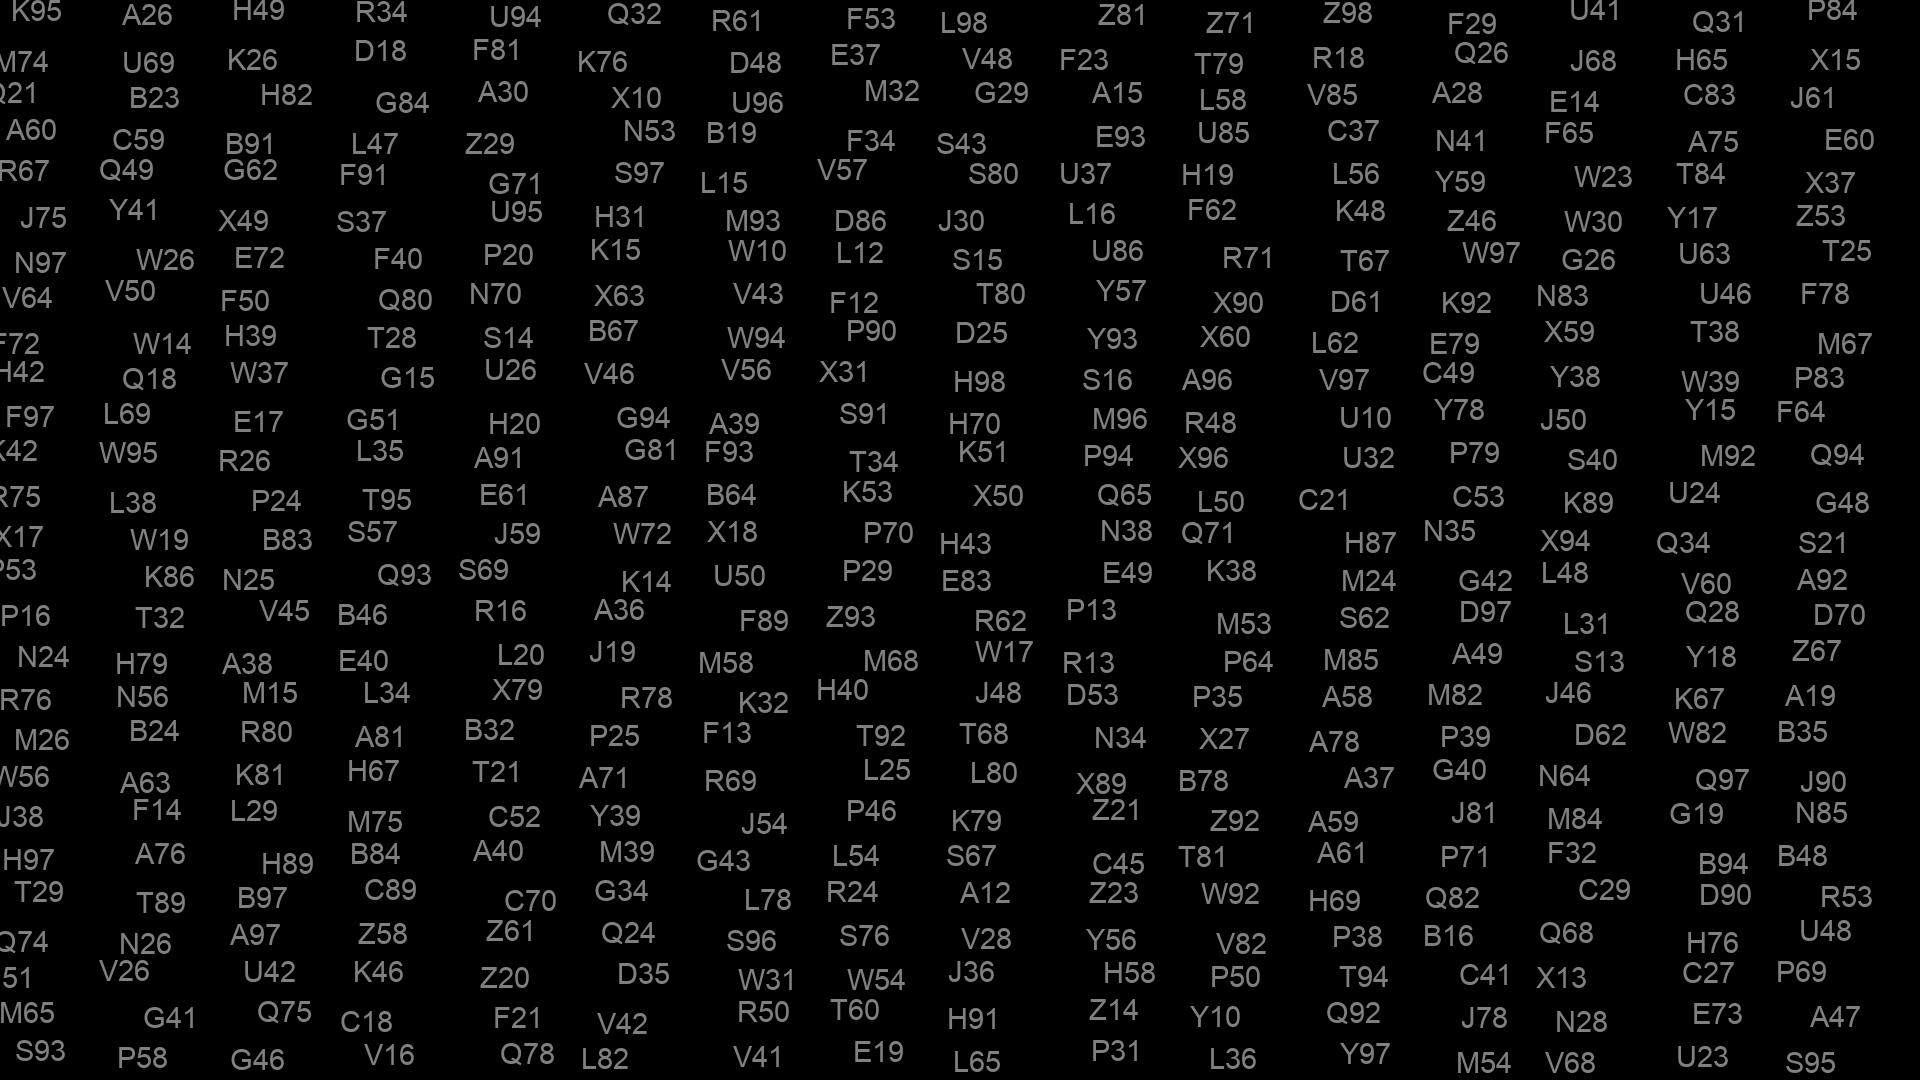 K95 A26 H49 R34 U94 Q32 R61 F53 L98 Z81 Z71 Z98 F29 U41 Q31 P84
M74 U69 K26 D18 F81 K76 D48 E37 V48 F23 T79 R18 Q26 J68 H65 X15
Q21 B23 H82 G84 A30 X10 U96 M32 G29 A15 L58 V85 A28 E14 C83 J61
A60 C59 B91 L47 Z29 N53 B19 F34 S43 E93 U85 C37 N41 F65 A75 E60
R67 Q49 G62 F91 G71 S97 L15 V57 S80 U37 H19 L56 Y59 W23 T84 X37
J75 Y41 X49 S37 U95 H31 M93 D86 J30 L16 F62 K48 Z46 W30 Y17 Z53
N97 W26 E72 F40 P20 K15 W10 L12 S15 U86 R71 T67 W97 G26 U63 T25
V64 V50 F50 Q80 N70 X63 V43 F12 T80 Y57 X90 D61 K92 N83 U46 F78
F72 W14 H39 T28 S14 B67 W94 P90 D25 Y93 X60 L62 E79 X59 T38 M67
H42 Q18 W37 G15 U26 V46 V56 X31 H98 S16 A96 V97 C49 Y38 W39 P83
F97 L69 E17 G51 H20 G94 A39 S91 H70 M96 R48 U10 Y78 J50 Y15 F64
K42 W95 R26 L35 A91 G81 F93 T34 K51 P94 X96 U32 P79 S40 M92 Q94
R75 L38 P24 T95 E61 A87 B64 K53 X50 Q65 L50 C21 C53 K89 U24 G48
X17 W19 B83 S57 J59 W72 X18 P70 H43 N38 Q71 H87 N35 X94 Q34 S21
P53 K86 N25 Q93 S69 K14 U50 P29 E83 E49 K38 M24 G42 L48 V60 A92
P16 T32 V45 B46 R16 A36 F89 Z93 R62 P13 M53 S62 D97 L31 Q28 D70
N24 H79 A38 E40 L20 J19 M58 M68 W17 R13 P64 M85 A49 S13 Y18 Z67
R76 N56 M15 L34 X79 R78 K32 H40 J48 D53 P35 A58 M82 J46 K67 A19
M26 B24 R80 A81 B32 P25 F13 T92 T68 N34 X27 A78 P39 D62 W82 B35
W56 A63 K81 H67 T21 A71 R69 L25 L80 X89 B78 A37 G40 N64 Q97 J90
J38 F14 L29 M75 C52 Y39 J54 P46 K79 Z21 Z92 A59 J81 M84 G19 N85
H97 A76 H89 B84 A40 M39 G43 L54 S67 C45 T81 A61 P71 F32 B94 B48
T29 T89 B97 C89 C70 G34 L78 R24 A12 Z23 W92 H69 Q82 C29 D90 R53
Q74 N26 A97 Z58 Z61 Q24 S96 S76 V28 Y56 V82 P38 B16 Q68 H76 U48
51 V26 U42 K46 Z20 D35 W31 W54 J36 H58 P50 T94 C41 X13 C27 P69
M65 G41 Q75 C18 F21 V42 R50 T60 H91 Z14 Y10 Q92 J78 N28 E73 A47
S93 P58 G46 V16 Q78 L82 V41 E19 L65 P31 L36 Y97 M54 V68 U23 S95